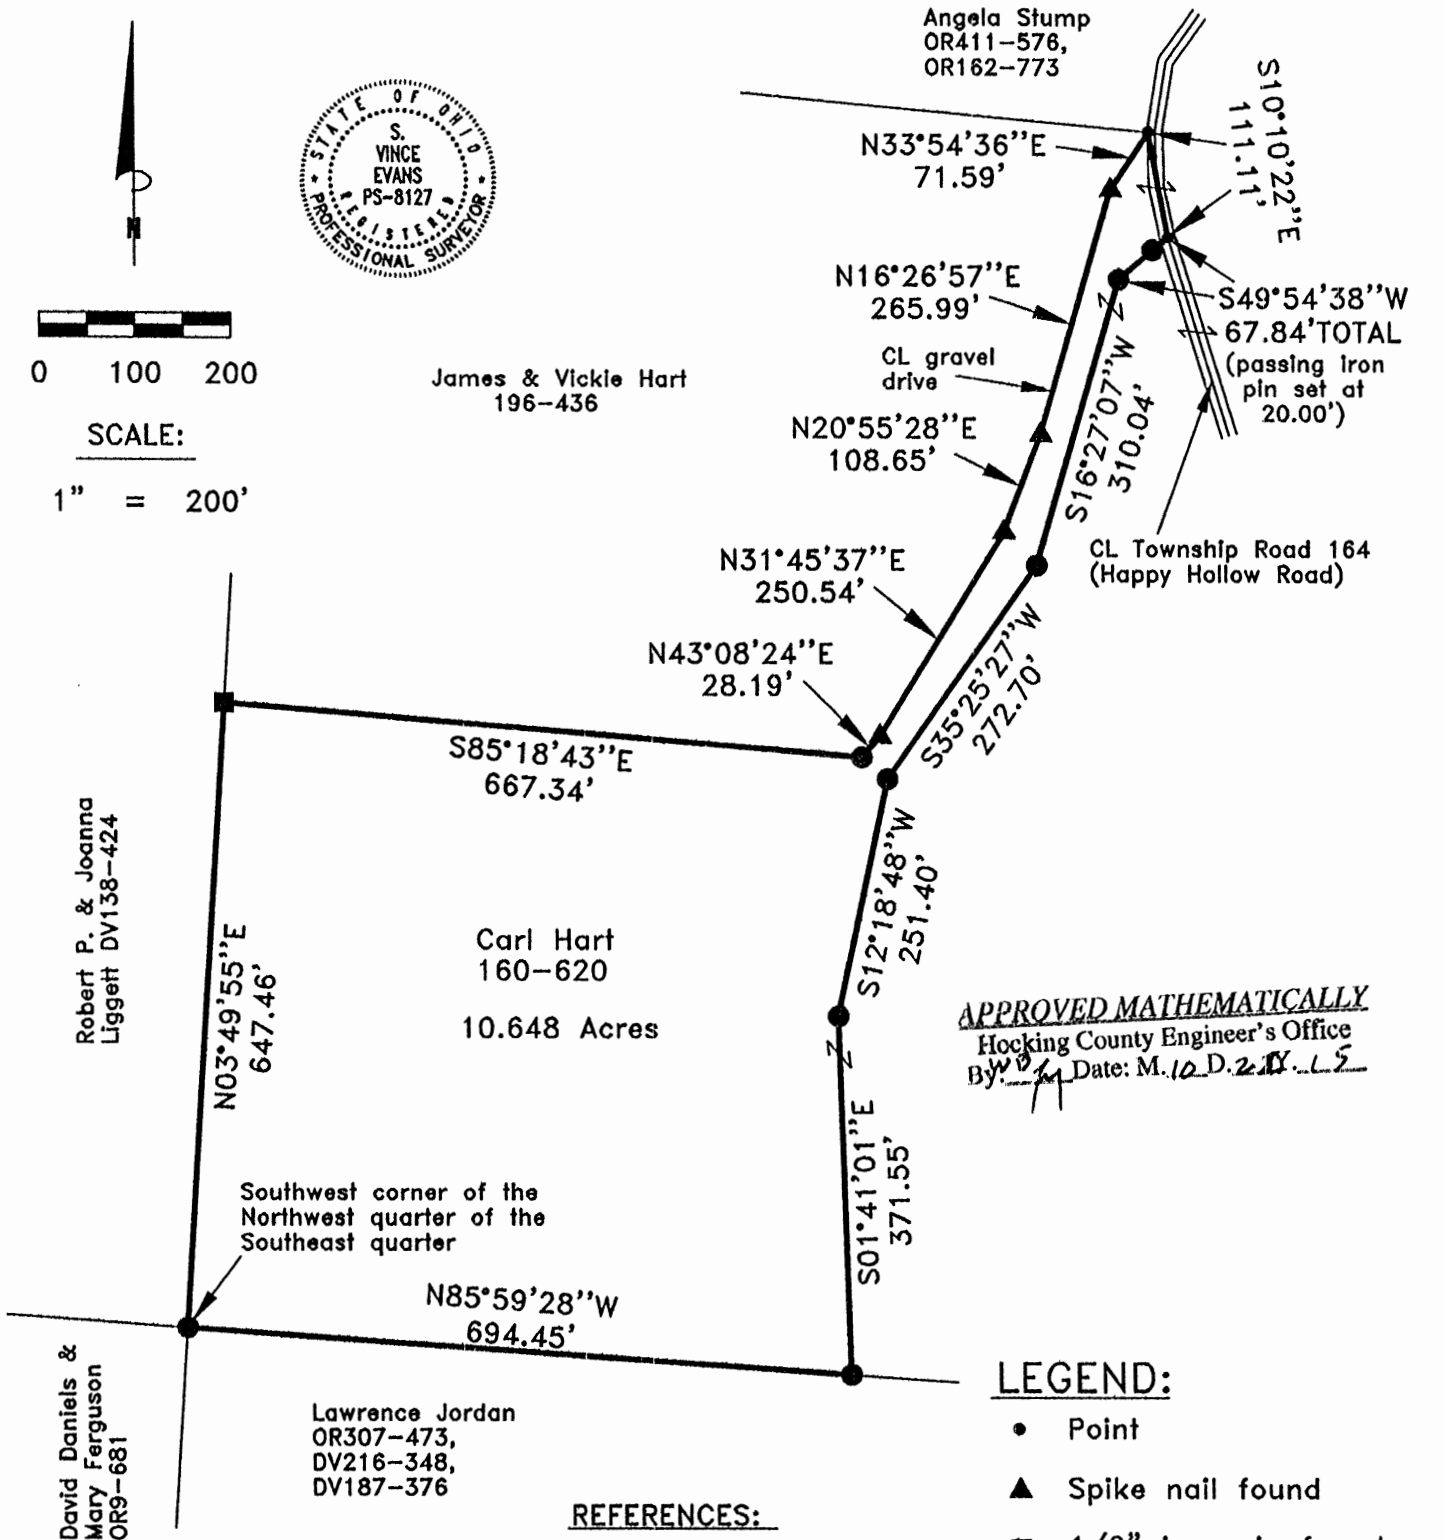 Angela Stump
OR411-576,
OR162-773
STATE OF OHIO
S.
VINCE
EVANS
PS-8127
REGISTERED
PROFESSIONAL SURVEYOR
N
0 100 200
SCALE:
1" = 200'
James & Vickie Hart
196-436
N33°54'36"E
71.59'
S10°10'22"E
111.11'
N16°26'57"E
265.99'
S49°54'38"W
67.84'TOTAL
(passing iron
pin set at
20.00')
CL gravel
drive
S16°27'07"W
310.04'
N20°55'28"E
108.65'
CL Township Road 164
(Happy Hollow Road)
N31°45'37"E
250.54'
N43°08'24"E
28.19'
S35°25'27"W
272.70'
S85°18'43"E
667.34'
Robert P. & Joanna
Liggett DV138-424
N03°49'55"E
647.46'
Carl Hart
160-620
10.648 Acres
S12°18'48"W
251.40'
APPROVED MATHEMATICALLY
Hocking County Engineer's Office
By: Date: M.10 D. Y.15
S01°41'01"E
371.55'
Southwest corner of the
Northwest quarter of the
Southeast quarter
N85°59'28"W
694.45'
David Daniels &
Mary Ferguson
OR9-681
Lawrence Jordan
OR307-473,
DV216-348,
DV187-376
REFERENCES:
LEGEND:
Point
Spike nail found